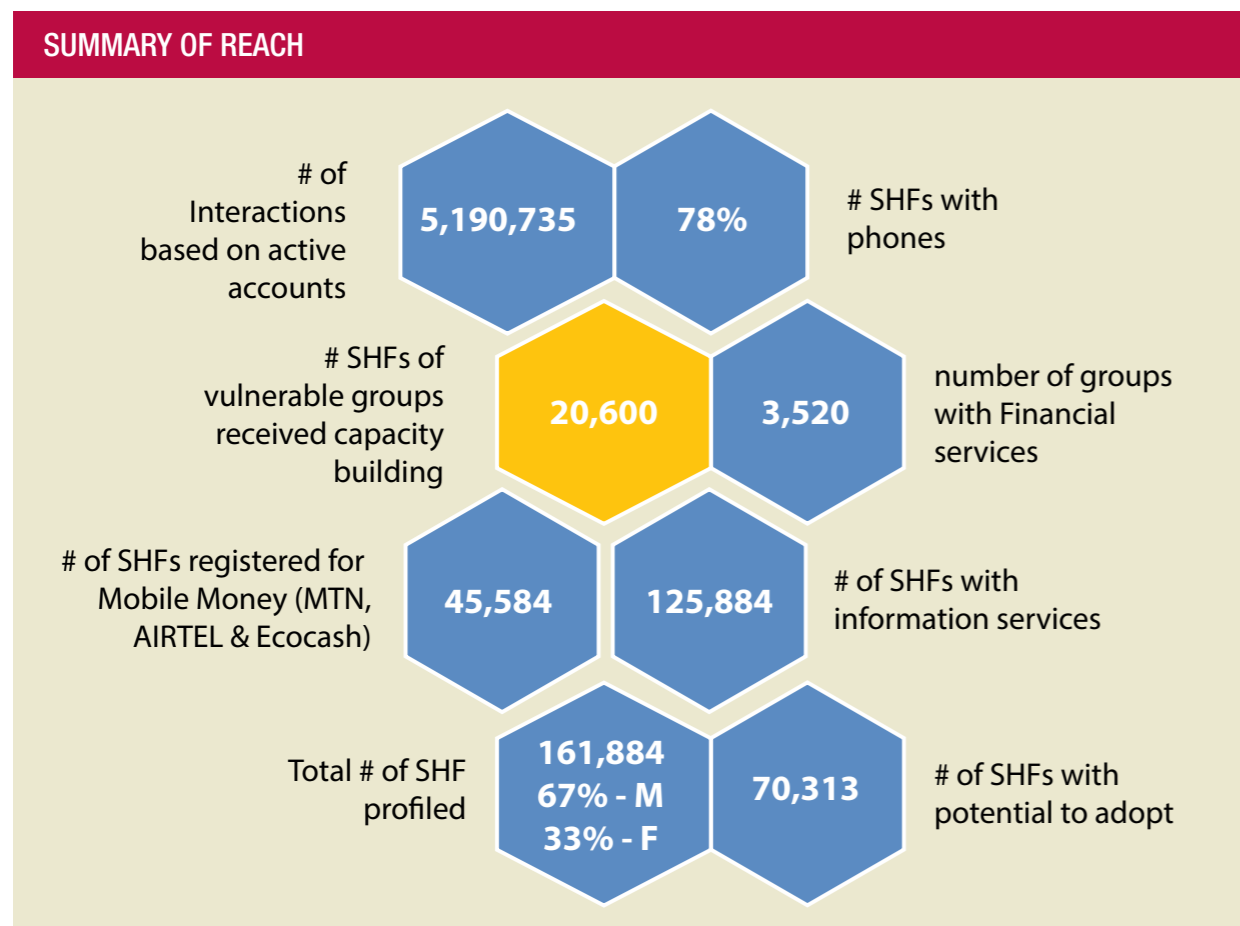 SUMMARY OF REACH
# of
Interactions
based on active
accounts
5,190,735
78%
# SHFs with
phones
# SHFs of
vulnerable groups
received capacity
building
20,600
3,520
number of groups
with Financial
services
# of SHFs registered for
Mobile Money (MTN,
AIRTEL & Ecocash)
45,584
125,884
# of SHFs with
information services
Total # of SHF
profiled
161,884
67% - M
33% - F
70,313
# of SHFs with
potential to adopt